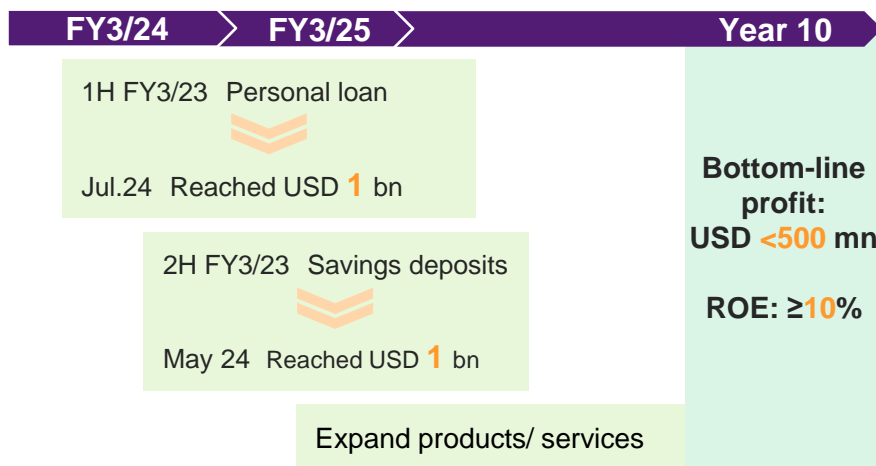 FY3/24 FY3/25 Year 10
1H FY3/23 Personal loan
Jul.24 Reached USD 1 bn
2H FY3/23 Savings deposits
May 24 Reached USD 1 bn
Expand products/ services
Bottom-line
profit:
USD <500 mn
ROE: ≥10%